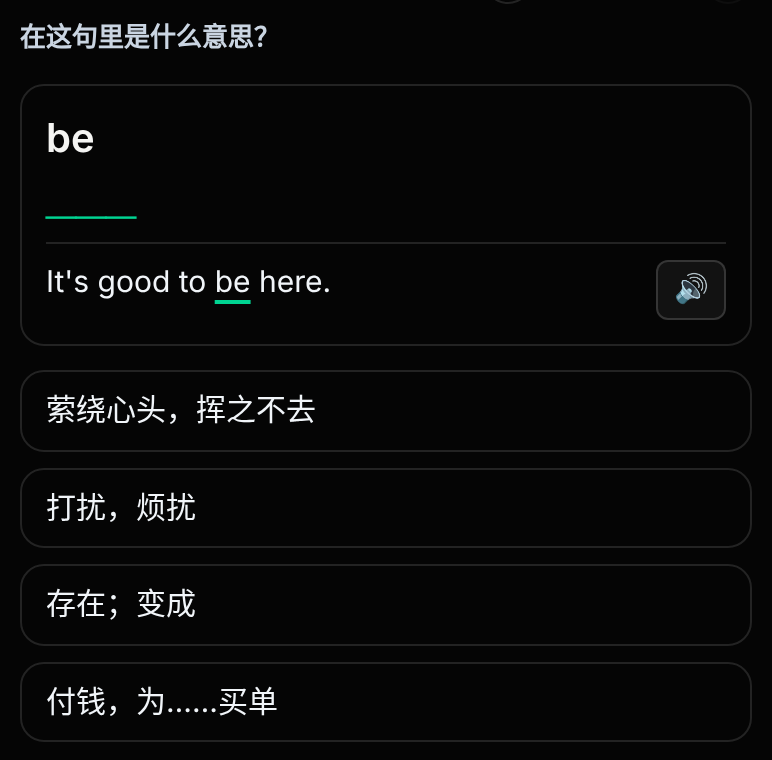 在这句里是什么意思?
be
It's good to be here.
萦绕心头，挥之不去
打扰，烦扰
存在；变成
付钱，为……买单